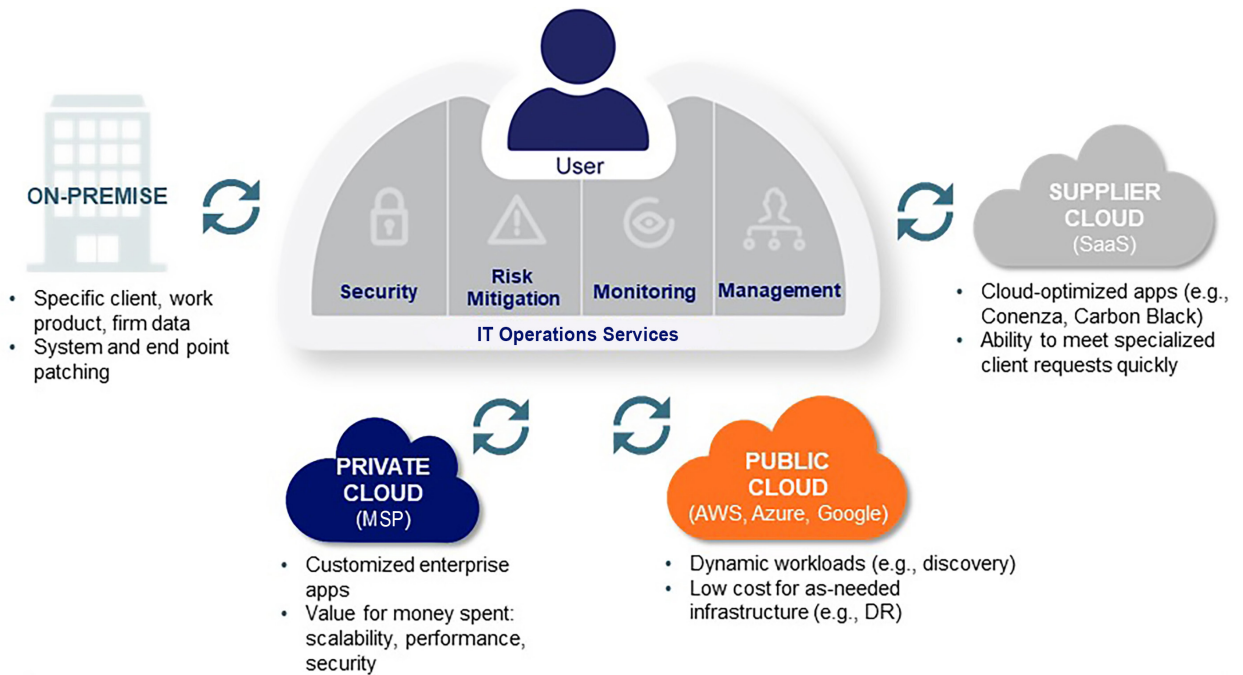 User
Security
Risk
Mitigation
Monitoring
Management
IT Operations Services
ON-PREMISE
• Specific client, work
product, firm data
• System and end point
patching
SUPPLIER
CLOUD
(SaaS)
• Cloud-optimized apps (e.g.,
Conenza, Carbon Black)
• Ability to meet specialized
client requests quickly
PRIVATE
CLOUD
(MSP)
• Customized enterprise
apps
• Value for money spent:
scalability, performance,
security
PUBLIC
CLOUD
(AWS, Azure, Google)
• Dynamic workloads (e.g., discovery)
• Low cost for as-needed
infrastructure (e.g., DR)